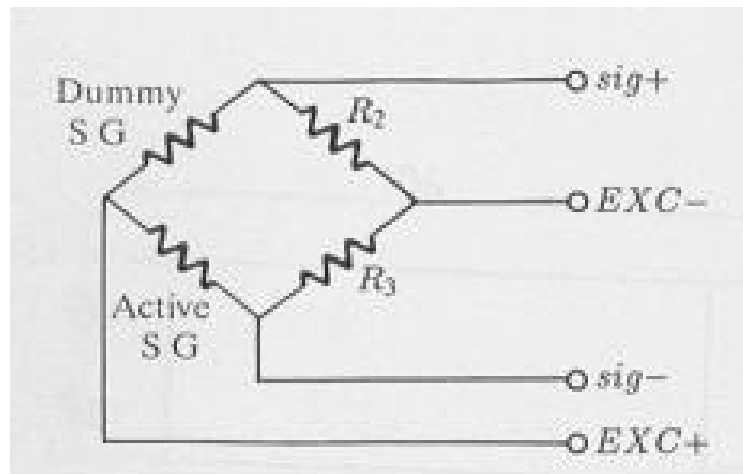 Dummy
S G
R2
sig+
EXC−
Active
S G
R3
sig−
EXC+